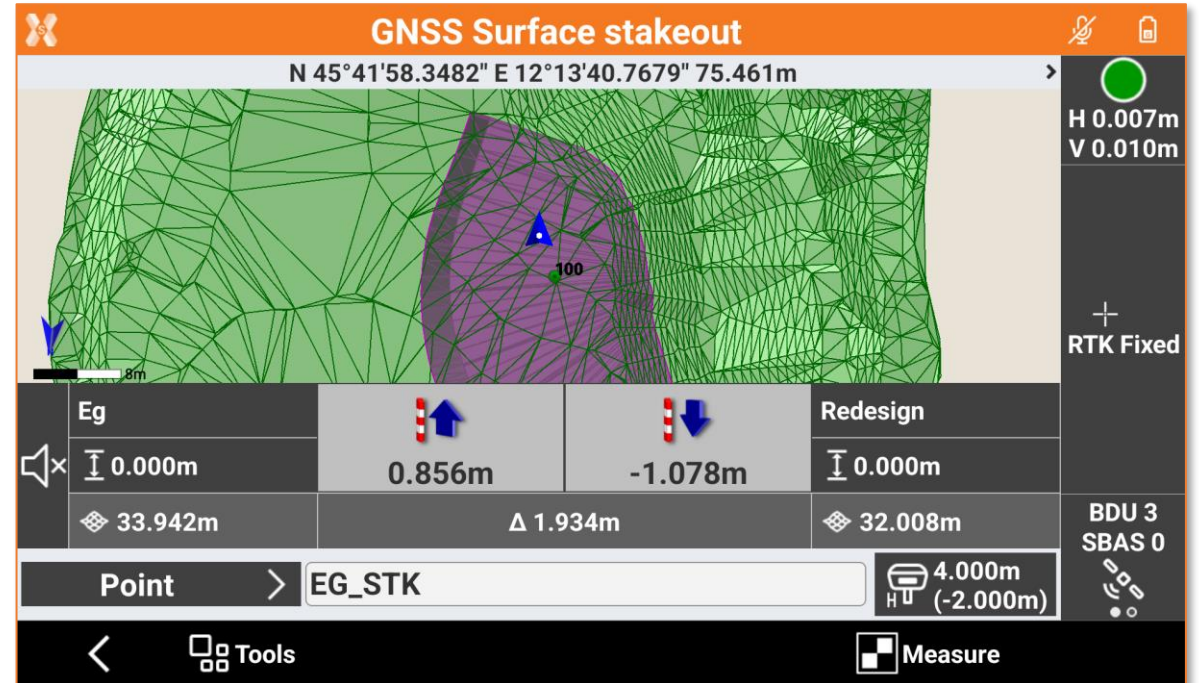 GNSS Surface stakeout
N 45°41'58.3482" E 12°13'40.7679" 75.461m
H 0.007m
V 0.010m
100
RTK Fixed
8m
Eg
Redesign
0.000m
0.856m
-1.078m
0.000m
33.942m
Δ 1.934m
32.008m
BDU 3
SBAS 0
Point
EG_STK
H
4.000m
(-2.000m)
Tools
Measure